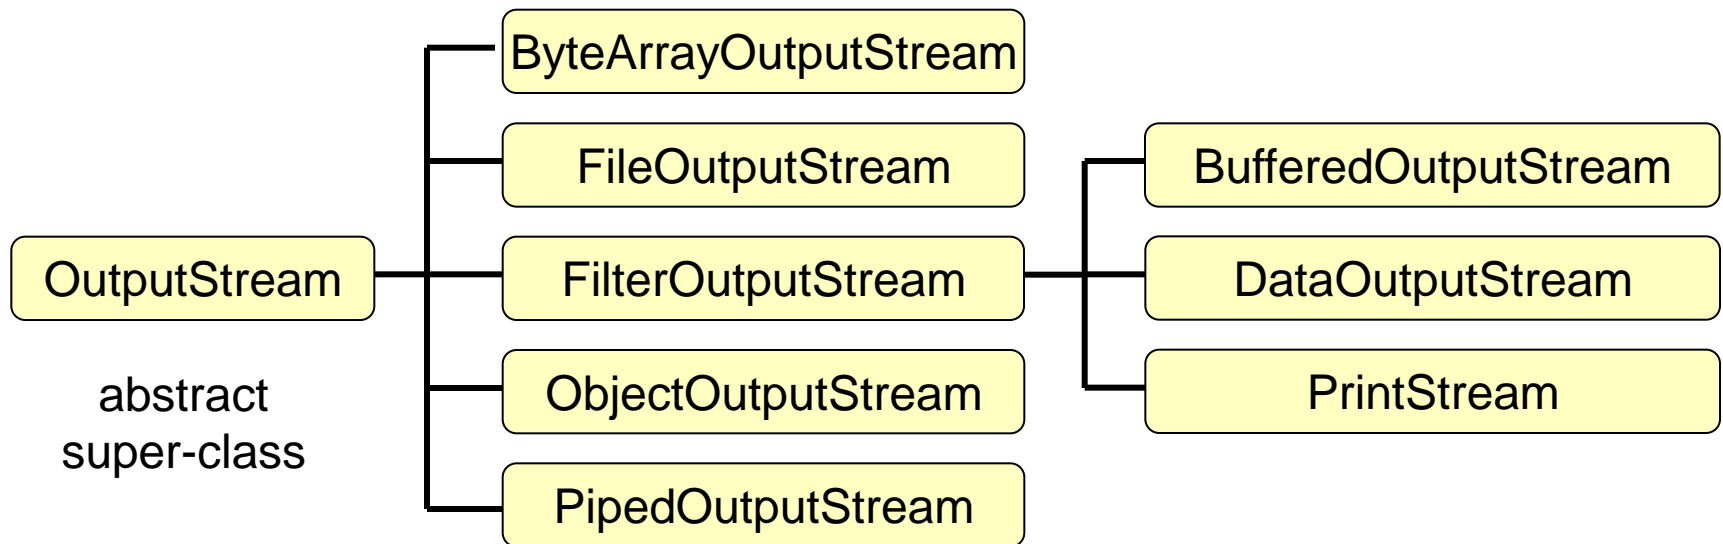 ByteArrayOutputStream
FileOutputStream
BufferedOutputStream
OutputStream
FilterOutputStream
DataOutputStream
abstract
super-class
ObjectOutputStream
PrintStream
PipedOutputStream